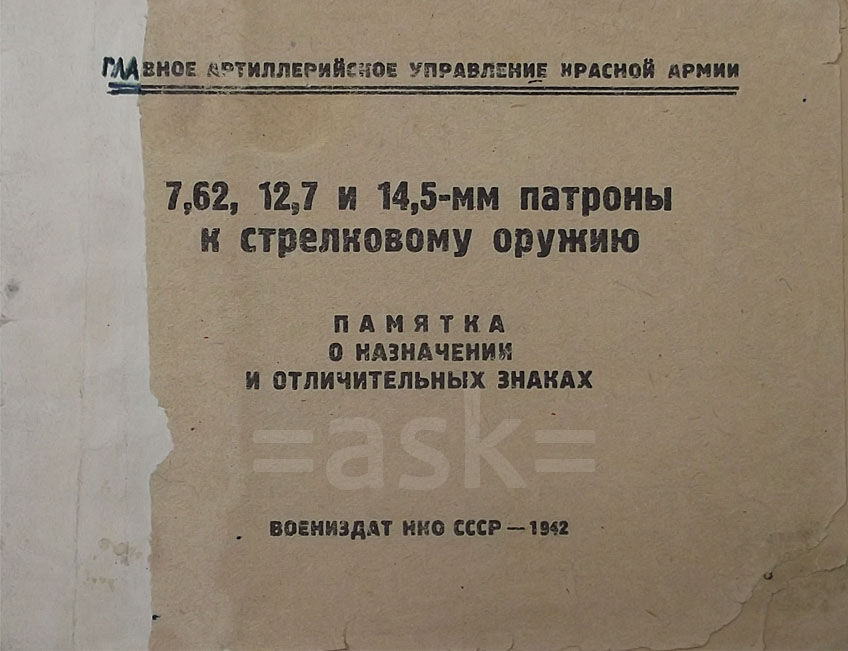 ГЛАВНОЕ АРТИЛЛЕРИЙСКОЕ УПРАВЛЕНИЕ КРАСНОЙ АРМИИ
7,62, 12,7 и 14,5-мм патроны
к стрелковому оружию
ПАМЯТКА
О НАЗНАЧЕНИИ
И ОТЛИЧИТЕЛЬНЫХ ЗНАКАХ
=ask=
ВОЕНИЗДАТ НКО СССР — 1942